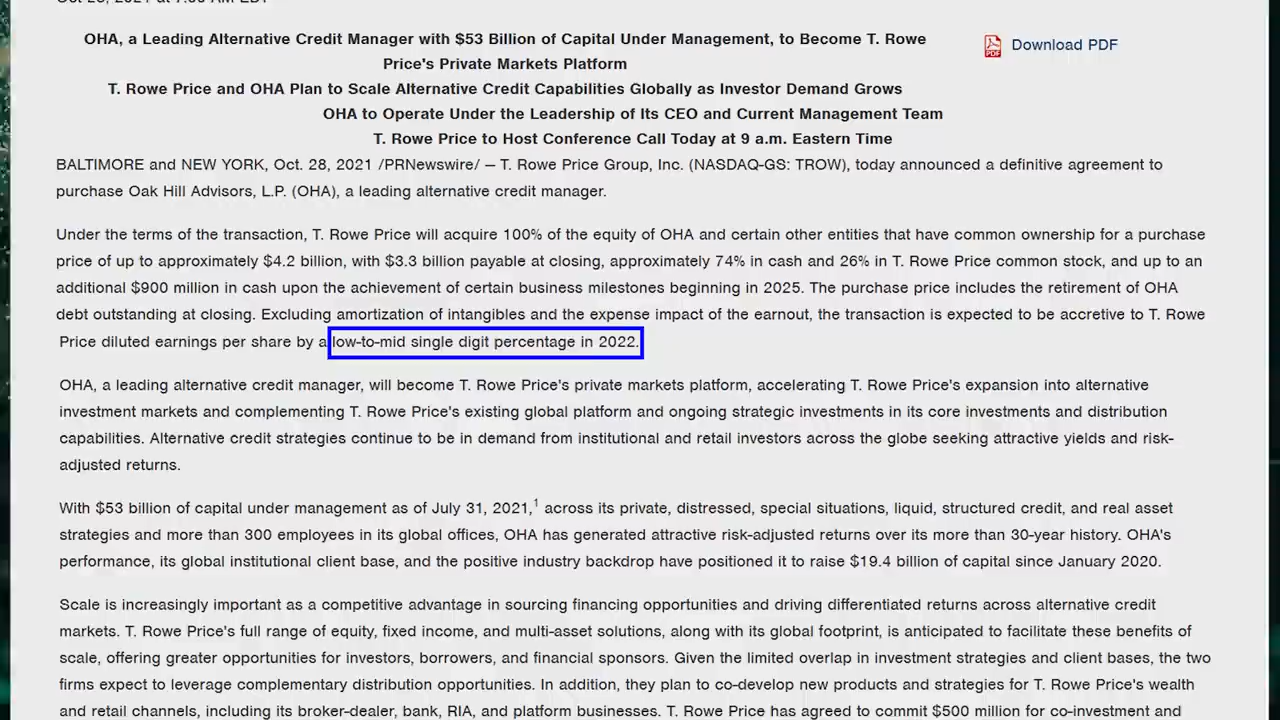 OHA, a Leading Alternative Credit Manager with $53 Billion of Capital Under Management, to Become T. Rowe
Price's Private Markets Platform
Download PDF
T. Rowe Price and OHA Plan to Scale Alternative Credit Capabilities Globally as Investor Demand Grows
OHA to Operate Under the Leadership of Its CEO and Current Management Team
T. Rowe Price to Host Conference Call Today at 9 a.m. Eastern Time
BALTIMORE and NEW YORK, Oct. 28, 2021 /PRNewswire/ – T. Rowe Price Group, Inc. (NASDAQ-GS: TROW), today announced a definitive agreement to
purchase Oak Hill Advisors, L.P. (OHA), a leading alternative credit manager.
Under the terms of the transaction, T. Rowe Price will acquire 100% of the equity of OHA and certain other entities that have common ownership for a purchase
price of up to approximately $4.2 billion, with $3.3 billion payable at closing, approximately 74% in cash and 26% in T. Rowe Price common stock, and up to an
additional $900 million in cash upon the achievement of certain business milestones beginning in 2025. The purchase price includes the retirement of OHA
debt outstanding at closing. Excluding amortization of intangibles and the expense impact of the earnout, the transaction is expected to be accretive to T. Rowe
Price diluted earnings per share by a low-to-mid single digit percentage in 2022.
OHA, a leading alternative credit manager, will become T. Rowe Price's private markets platform, accelerating T. Rowe Price's expansion into alternative
investment markets and complementing T. Rowe Price's existing global platform and ongoing strategic investments in its core investments and distribution
capabilities. Alternative credit strategies continue to be in demand from institutional and retail investors across the globe seeking attractive yields and risk-
adjusted returns.
With $53 billion of capital under management as of July 31, 2021,1 across its private, distressed, special situations, liquid, structured credit, and real asset
strategies and more than 300 employees in its global offices, OHA has generated attractive risk-adjusted returns over its more than 30-year history. OHA's
performance, its global institutional client base, and the positive industry backdrop have positioned it to raise $19.4 billion of capital since January 2020.
Scale is increasingly important as a competitive advantage in sourcing financing opportunities and driving differentiated returns across alternative credit
markets. T. Rowe Price's full range of equity, fixed income, and multi-asset solutions, along with its global footprint, is anticipated to facilitate these benefits of
scale, offering greater opportunities for investors, borrowers, and financial sponsors. Given the limited overlap in investment strategies and client bases, the two
firms expect to leverage complementary distribution opportunities. In addition, they plan to co-develop new products and strategies for T. Rowe Price's wealth
and retail channels, including its broker-dealer, bank, RIA, and platform businesses. T. Rowe Price has agreed to commit $500 million for co-investment and